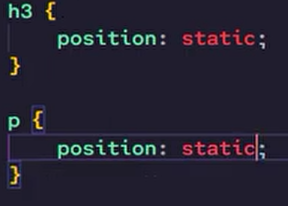 h3 {
    position: static;
}

p {
    position: static;
}